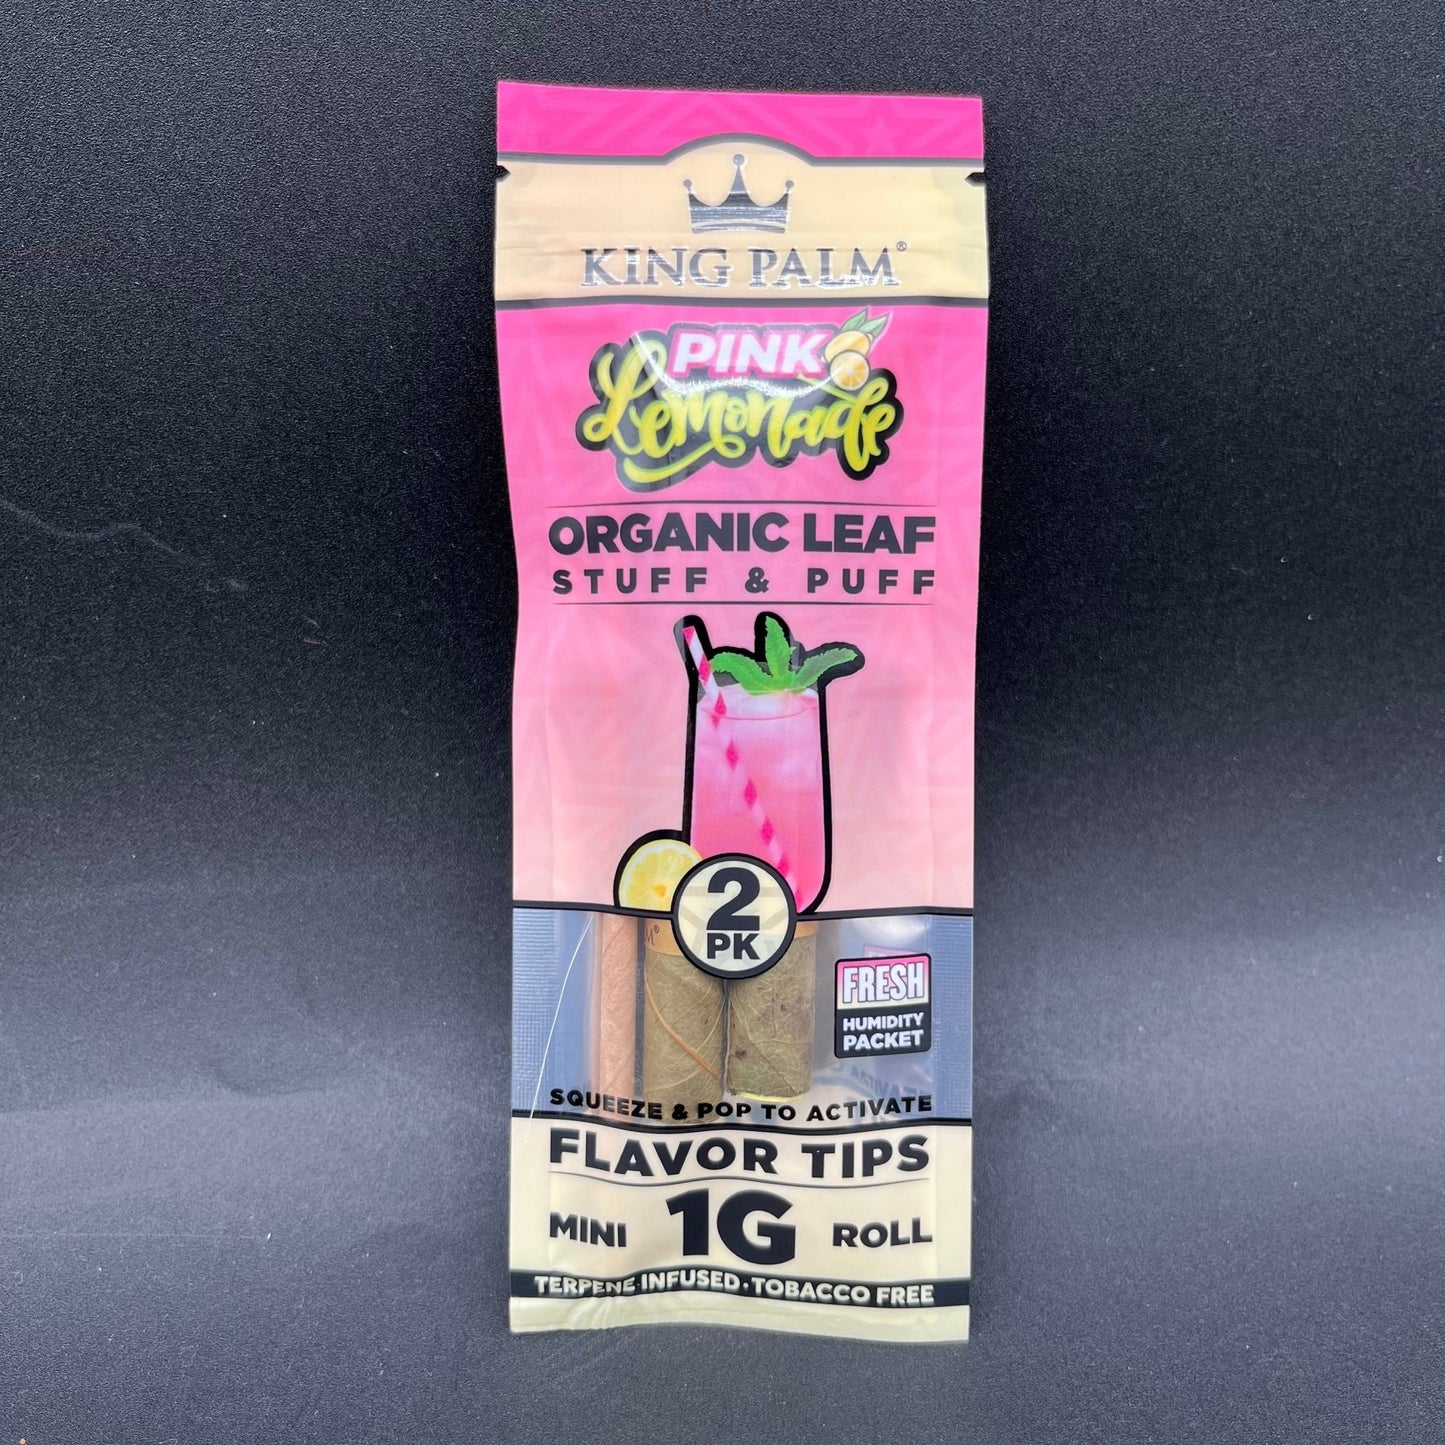 KING PALM®
PINK
Lemonade
ORGANIC LEAF
STUFF & PUFF
2
PK
M®
FRESH
HUMIDITY
PACKET
SQUEEZE & POP TO ACTIVATE
FLAVOR TIPS
MINI 1G ROLL
TERPENE INFUSED • TOBACCO FREE